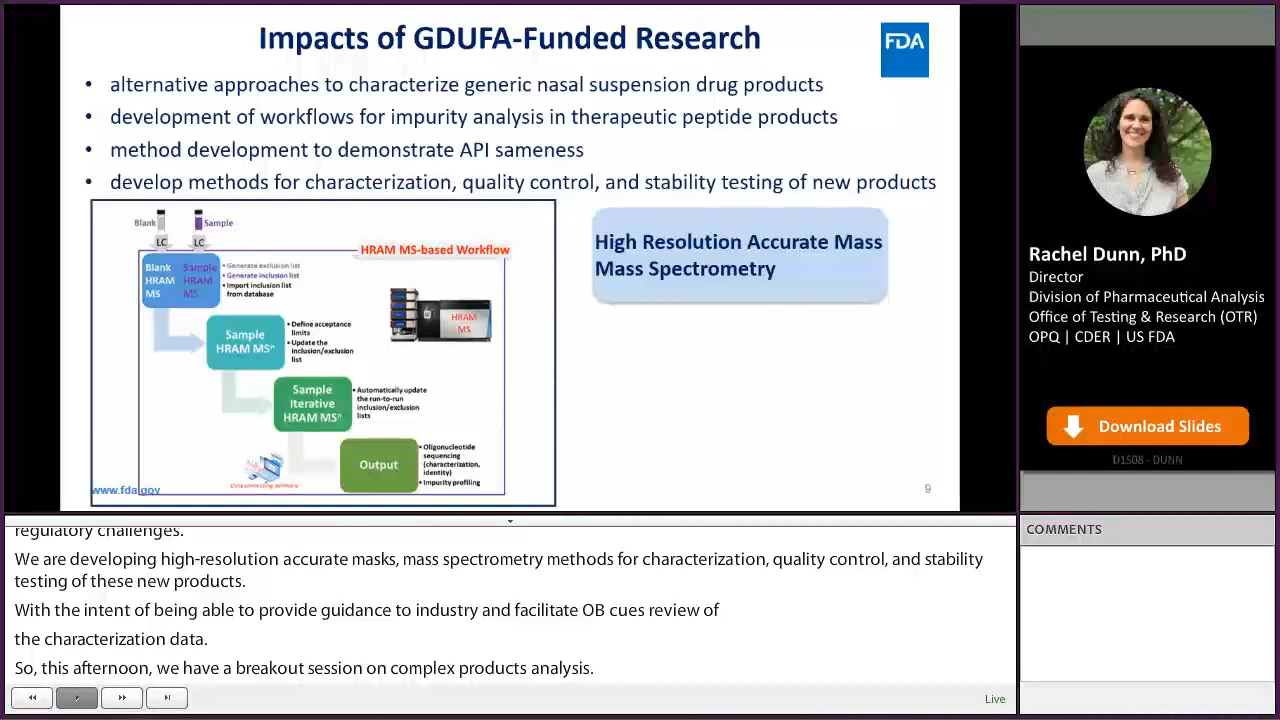 Impacts of GDUFA-Funded Research
FDA
• alternative approaches to characterize generic nasal suspension drug products
• development of workflows for impurity analysis in therapeutic peptide products
• method development to demonstrate API sameness
• develop methods for characterization, quality control, and stability testing of new products
Blank
Sample
LC
LC
HRAM MS-based Workflow
Blank
HRAM
MS
Sample
HRAM
MS
• Generate exclusion list
• Generate inclusion list
• Import inclusion list
from database
HRAM
MS
Sample
HRAM MSⁿ
• Define acceptance
limits
• Update the
inclusion/exclusion
list
Sample
Iterative
HRAM MSⁿ
• Automatically update
the run-to-run
inclusion/exclusion
lists
Output
• Oligonucleotide
sequencing
(characterization,
identity)
• Impurity profiling
Data processing software
www.fda.gov
High Resolution Accurate Mass
Mass Spectrometry
9
Rachel Dunn, PhD
Director
Division of Pharmaceutical Analysis
Office of Testing & Research (OTR)
OPQ | CDER | US FDA
Download Slides
D1S08 - DUNN
regulatory challenges.
We are developing high-resolution accurate masks, mass spectrometry methods for characterization, quality control, and stability
testing of these new products.
With the intent of being able to provide guidance to industry and facilitate OB cues review of
the characterization data.
So, this afternoon, we have a breakout session on complex products analysis.
Live
COMMENTS